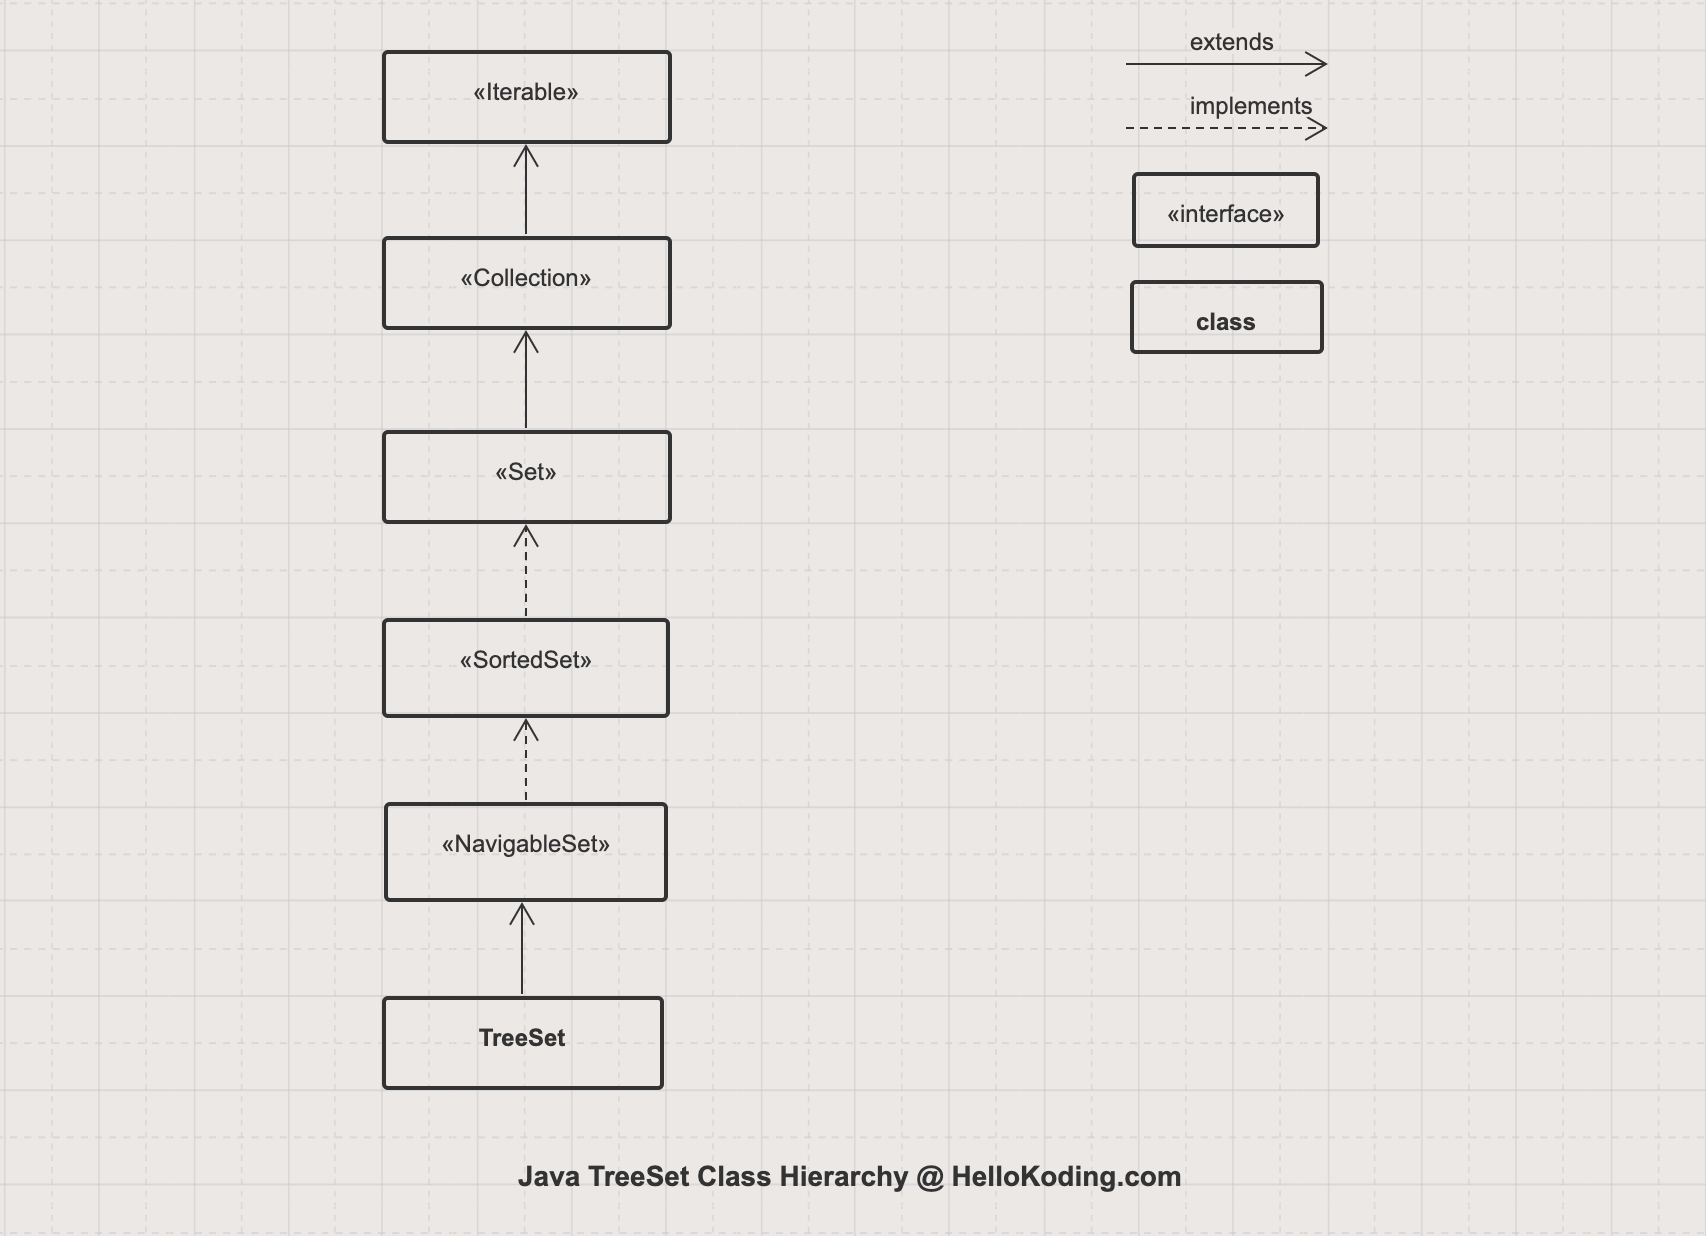 «Iterable»
«Collection»
«Set»
«SortedSet»
«NavigableSet»
TreeSet
extends
implements
«interface»
class
Java TreeSet Class Hierarchy @ HelloKoding.com